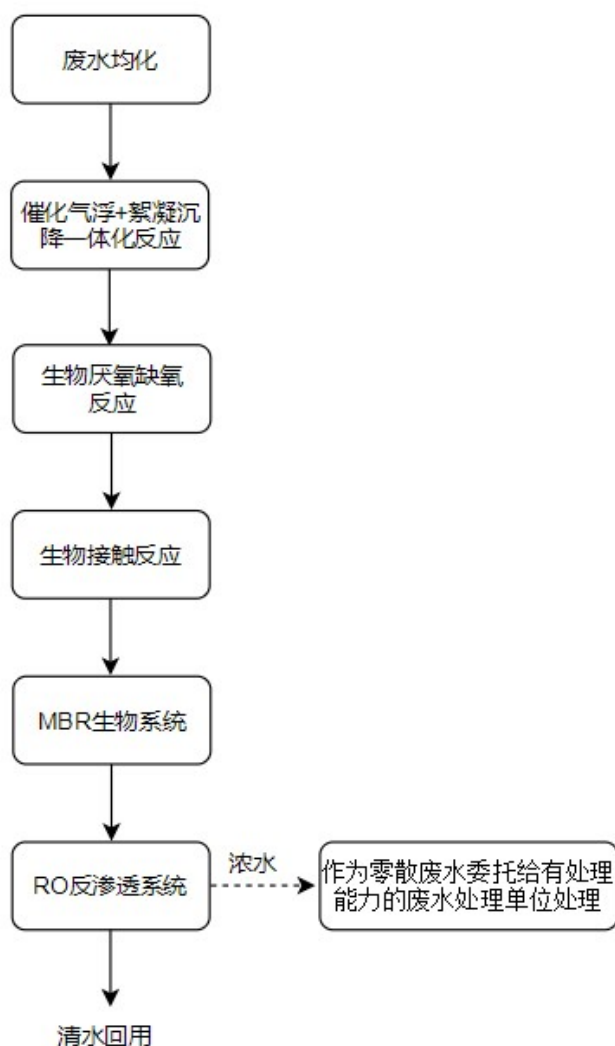 废水均化
催化气浮+絮凝沉
降一体化反应
生物厌氧缺氧
反应
生物接触反应
MBR生物系统
RO反渗透系统
浓水
作为零散废水委托给有处理
能力的废水处理单位处理
清水回用